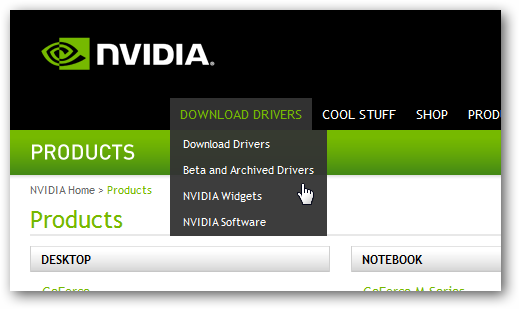 NVIDIA.
DOWNLOAD DRIVERS COOL STUFF SHOP PROD
Download Drivers
Beta and Archived Drivers
NVIDIA Widgets
NVIDIA Software
PRODUCTS
NVIDIA Home > Products
Products
DESKTOP
NOTEBOOK
GeForce
GeForce M Series